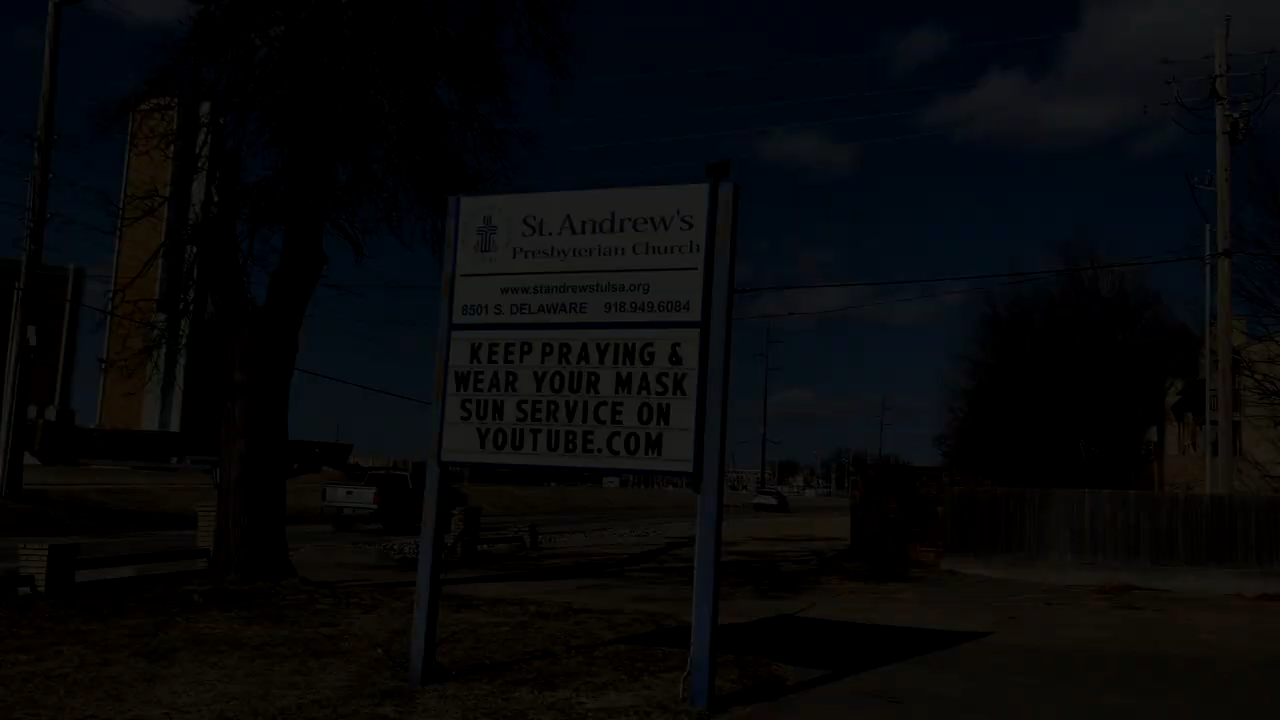 St. Andrew's
Presbyterian Church
www.standrewstulsa.org
8501 S. DELAWARE 918.949.6084
KEEP PRAYING &
WEAR YOUR MASK
SUN SERVICE ON
YOUTUBE.COM